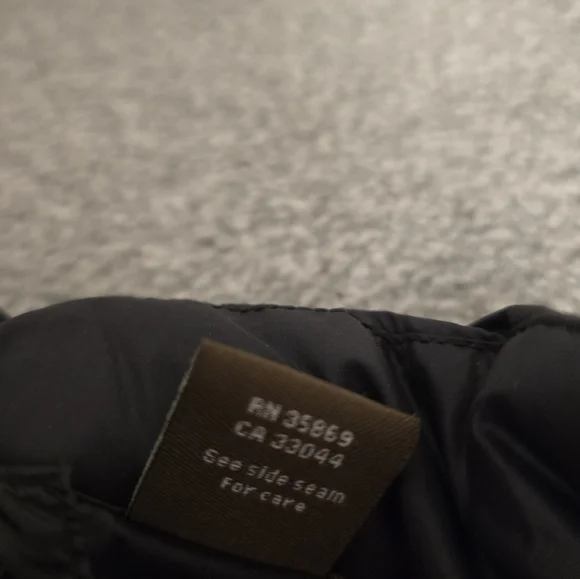 RN 35869
CA 33044
See side seam
For care